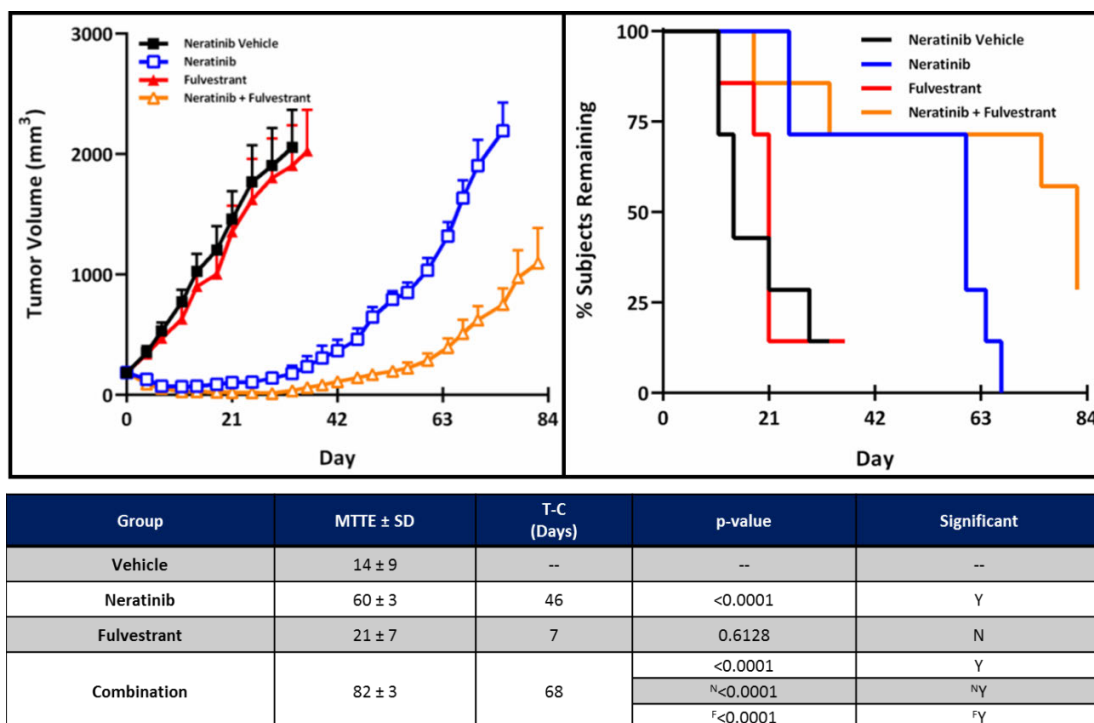 3000
2000
1000
0
Tumor Volume (mm³)
Neratinib Vehicle
Neratinib
Fulvestrant
Neratinib + Fulvestrant
0 21 42 63 84
Day
100
75
50
25
0
% Subjects Remaining
Neratinib Vehicle
Neratinib
Fulvestrant
Neratinib + Fulvestrant
0 21 42 63 84
Day
Group MTTE ± SD T-C (Days) p-value Significant
Vehicle 14 ± 9 -- -- --
Neratinib 60 ± 3 46 <0.0001 Y
Fulvestrant 21 ± 7 7 0.6128 N
Combination 82 ± 3 68 <0.0001 Y
ᴺ<0.0001 ᴺY
ꟳ<0.0001 ꟳY